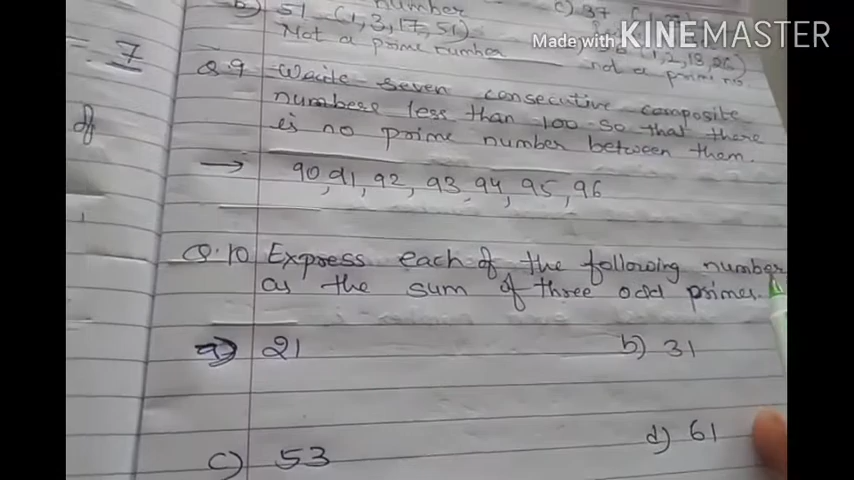 b) 51 (1, 3, 17, 51)
Not a prime number
c) 37
not a prime no.
Made with KINEMASTER
= 7
of
Q.9 Write seven consecutive composite
numbers less than 100 so that there
is no prime number between them.
→ 90, 91, 92, 93, 94, 95, 96
Q.10 Express each of the following number
as the sum of three odd primes.
a) 21
b) 31
c) 53
d) 61